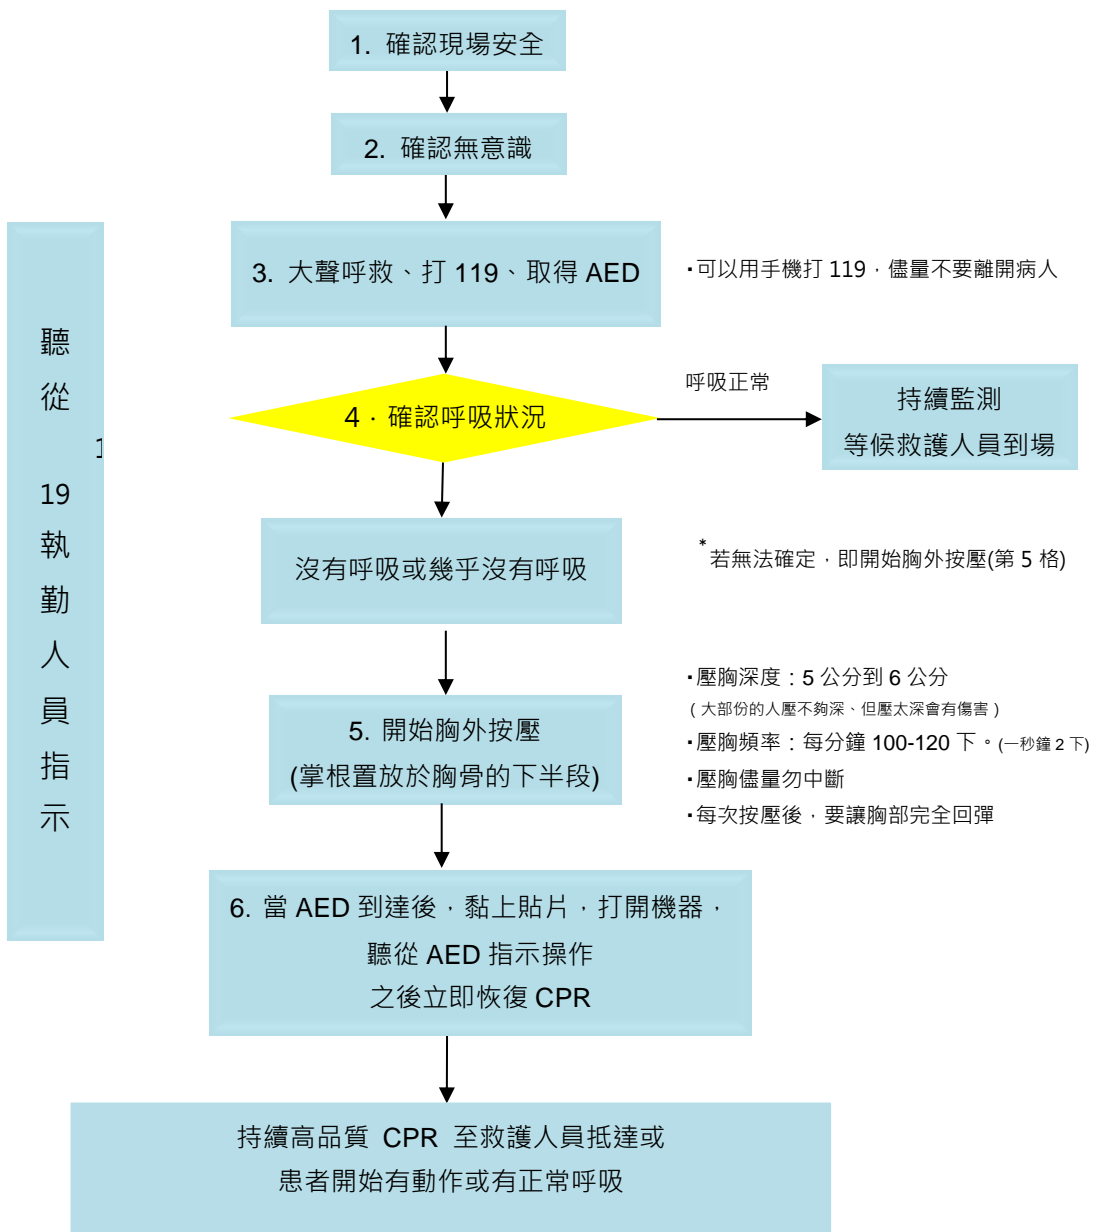 1. 確認現場安全
2. 確認無意識
3. 大聲呼救、打 119、取得 AED
・可以用手機打 119，儘量不要離開病人
4．確認呼吸狀況
呼吸正常
持續監測
等候救護人員到場
沒有呼吸或幾乎沒有呼吸
*若無法確定，即開始胸外按壓(第 5 格)
5. 開始胸外按壓
(掌根置放於胸骨的下半段)
・壓胸深度：5 公分到 6 公分
（大部份的人壓不夠深、但壓太深會有傷害）
・壓胸頻率：每分鐘 100-120 下。(一秒鐘 2 下)
・壓胸儘量勿中斷
・每次按壓後，要讓胸部完全回彈
6. 當 AED 到達後，黏上貼片，打開機器，
聽從 AED 指示操作
之後立即恢復 CPR
持續高品質 CPR 至救護人員抵達或
患者開始有動作或有正常呼吸
聽
從
1
19
執
勤
人
員
指
示